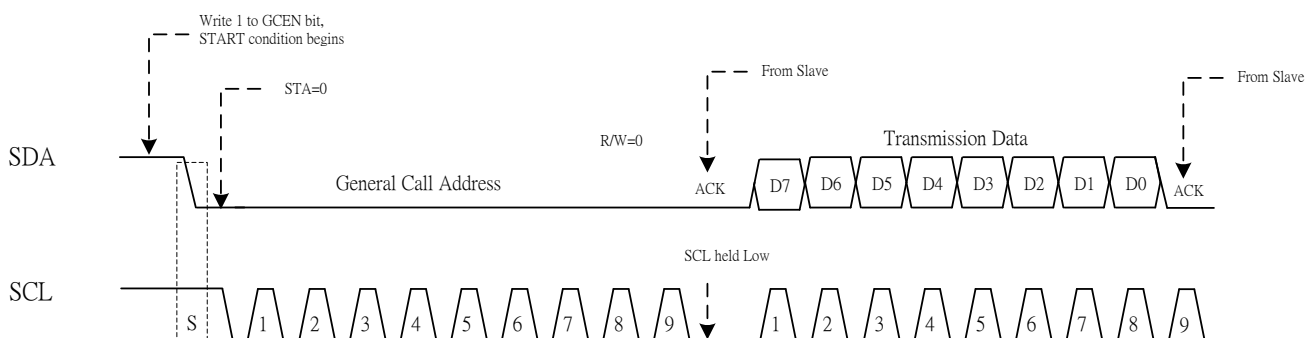 Write 1 to GCEN bit,
START condition begins
STA=0
From Slave
From Slave
R/W=0
Transmission Data
SDA
General Call Address
ACK
D7 D6 D5 D4 D3 D2 D1 D0
ACK
SCL held Low
SCL
S
1 2 3 4 5 6 7 8 9
1 2 3 4 5 6 7 8 9